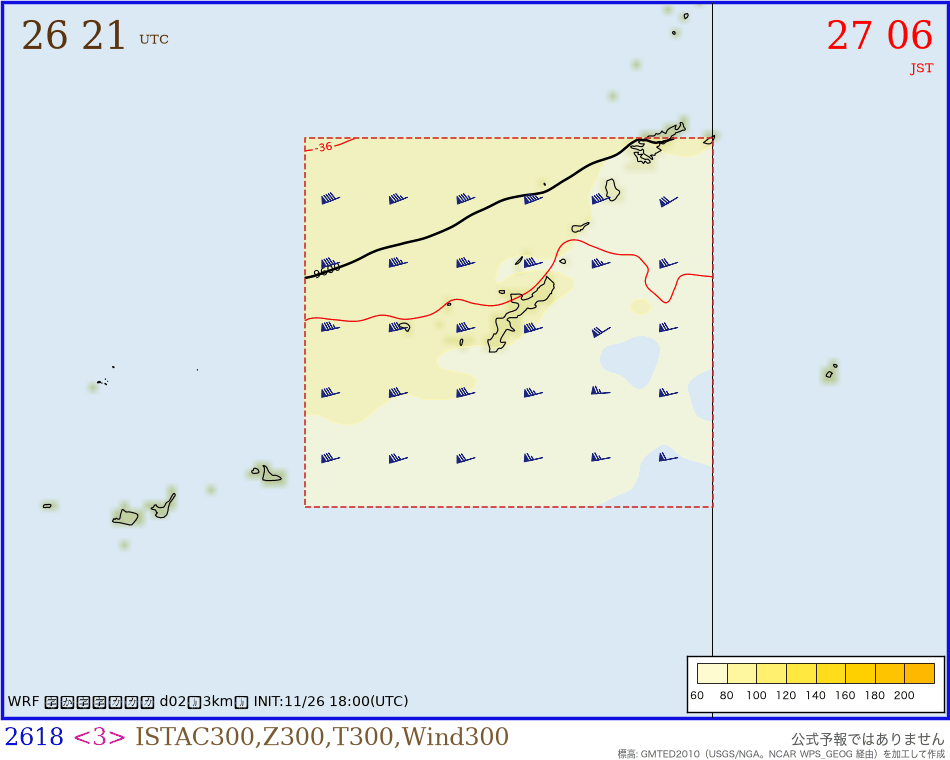 26 21 UTC
27 06
JST
-36
9600
60 80 100 120 140 160 180 200
WRF d02 3km INIT:11/26 18:00(UTC)
2618 <3> ISTAC300,Z300,T300,Wind300
公式予報ではありません
標高: GMTED2010（USGS/NGA。NCAR WPS_GEOG 経由）を加工して作成